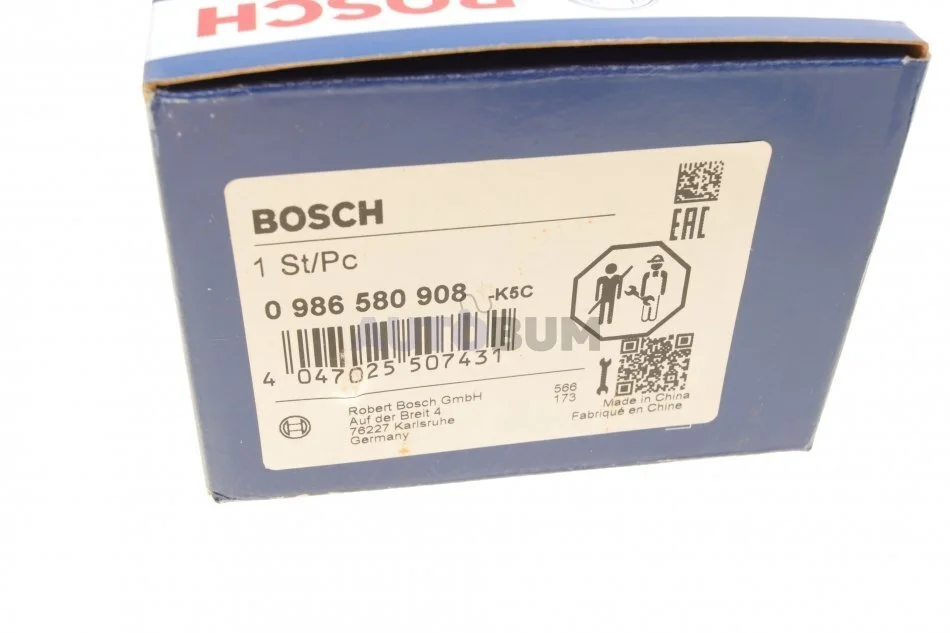 BOSCH
BOSCH
1 St/Pc
EAC
0 986 580 908 -K5C
AUTOBUM
4 047025 507431
Robert Bosch GmbH
Auf der Breit 4
76227 Karlsruhe
Germany
566
173
Made in China
Fabriqué en Chine